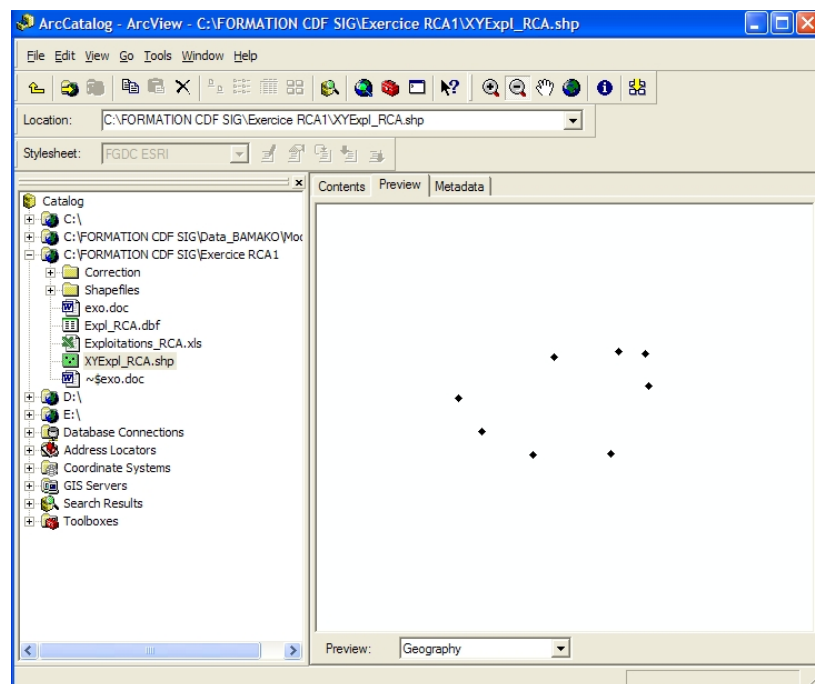 ArcCatalog - ArcView - C:\FORMATION CDF SIG\Exercice RCA1\XYExpl_RCA.shp
File Edit View Go Tools Window Help
Location: C:\FORMATION CDF SIG\Exercice RCA1\XYExpl_RCA.shp
Stylesheet: FGDC ESRI
Contents Preview Metadata
Catalog
C:\
C:\FORMATION CDF SIG\Data_BAMAKO\Moc
C:\FORMATION CDF SIG\Exercice RCA1
Correction
Shapefiles
exo.doc
Expl_RCA.dbf
Exploitations_RCA.xls
XYExpl_RCA.shp
~$exo.doc
D:\
E:\
Database Connections
Address Locators
Coordinate Systems
GIS Servers
Search Results
Toolboxes
Preview: Geography